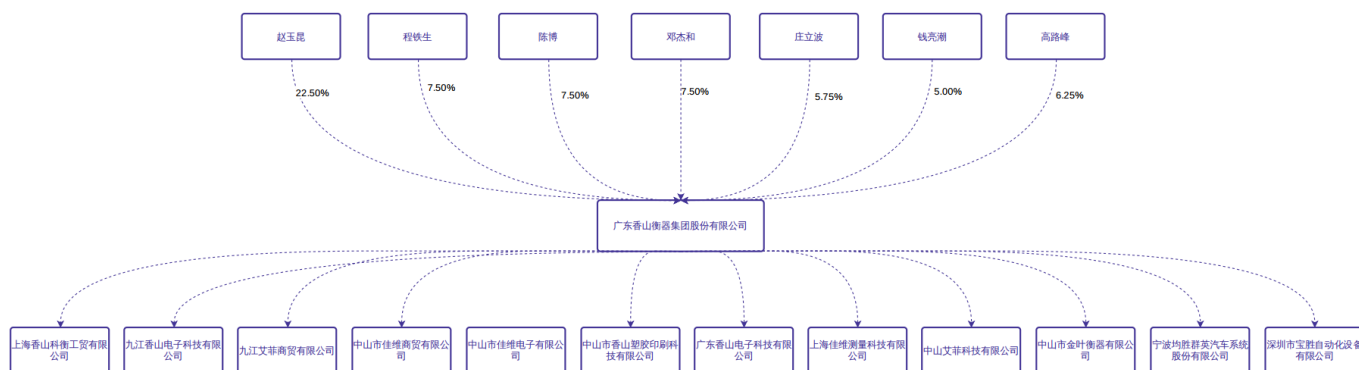 赵玉昆
程铁生
陈博
邓杰和
庄立波
钱亮潮
高路峰
22.50%
7.50%
7.50%
7.50%
5.75%
5.00%
6.25%
广东香山衡器集团股份有限公司
上海香山科衡工贸有限
公司
九江香山电子科技有限
公司
九江艾菲商贸有限公司
中山市佳维商贸有限公
司
中山市佳维电子有限公
司
中山市香山塑胶印刷科
技有限公司
广东香山电子科技有限
公司
上海佳维测量科技有限
公司
中山艾菲科技有限公司
中山市金叶衡器有限公
司
宁波均胜群英汽车系统
股份有限公司
深圳市宝胜自动化设备
有限公司